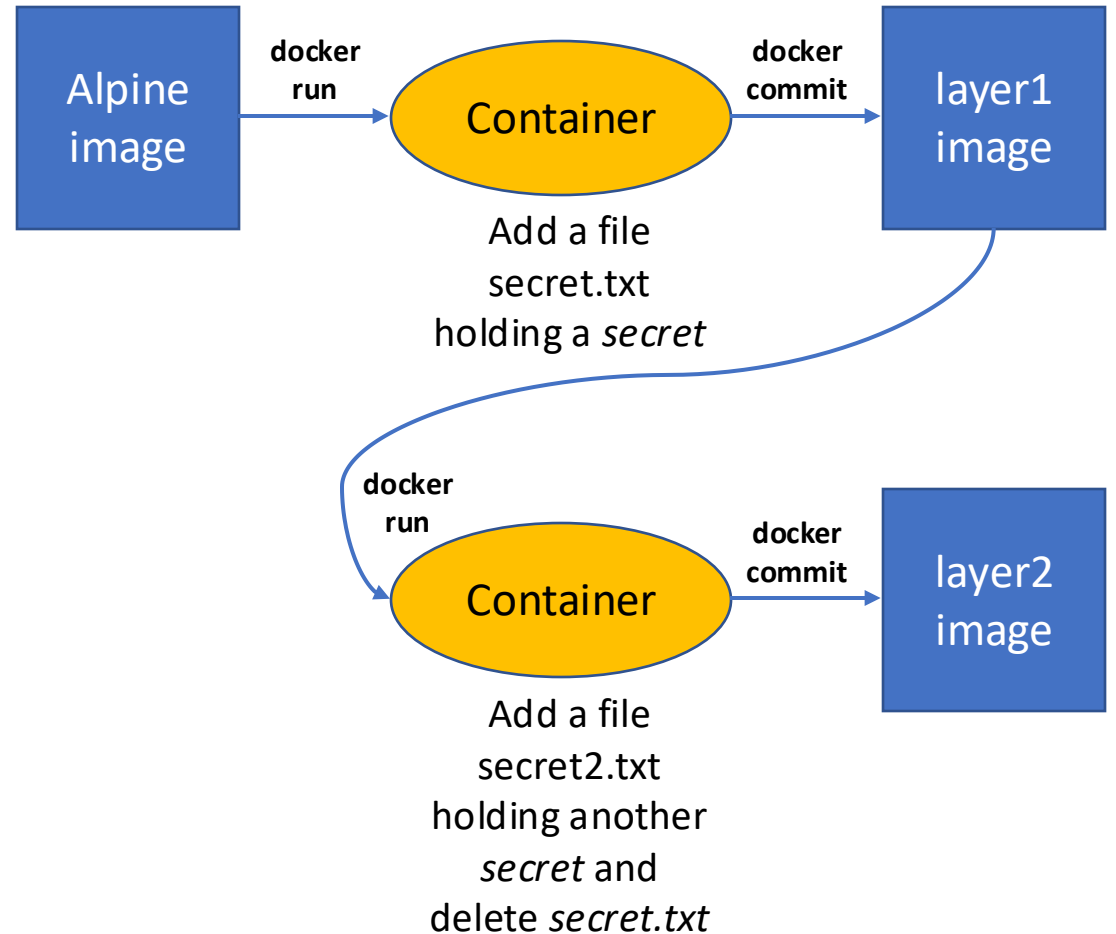 Alpine
image
docker
run
Container
docker
commit
layer1
image
Add a file
secret.txt
holding a secret
docker
run
Container
docker
commit
layer2
image
Add a file
secret2.txt
holding another
secret and
delete secret.txt